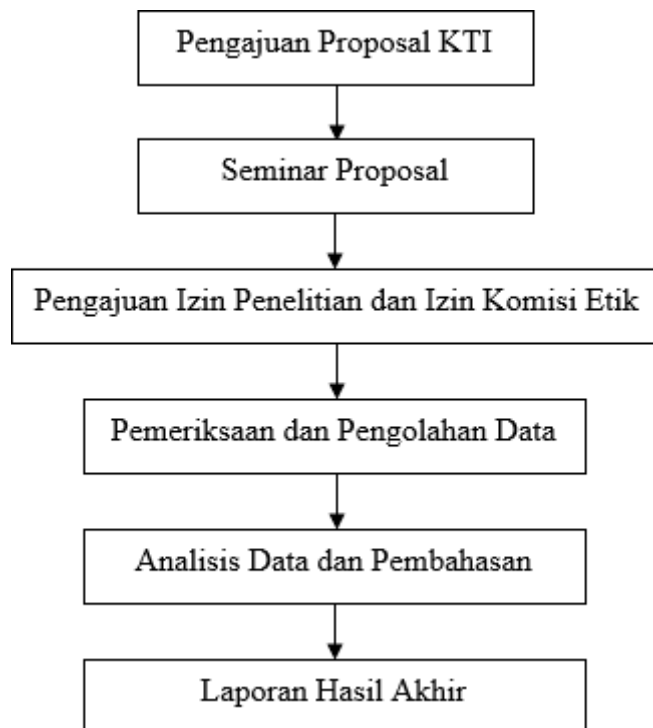 Pengajuan Proposal KTI
Seminar Proposal
Pengajuan Izin Penelitian dan Izin Komisi Etik
Pemeriksaan dan Pengolahan Data
Analisis Data dan Pembahasan
Laporan Hasil Akhir